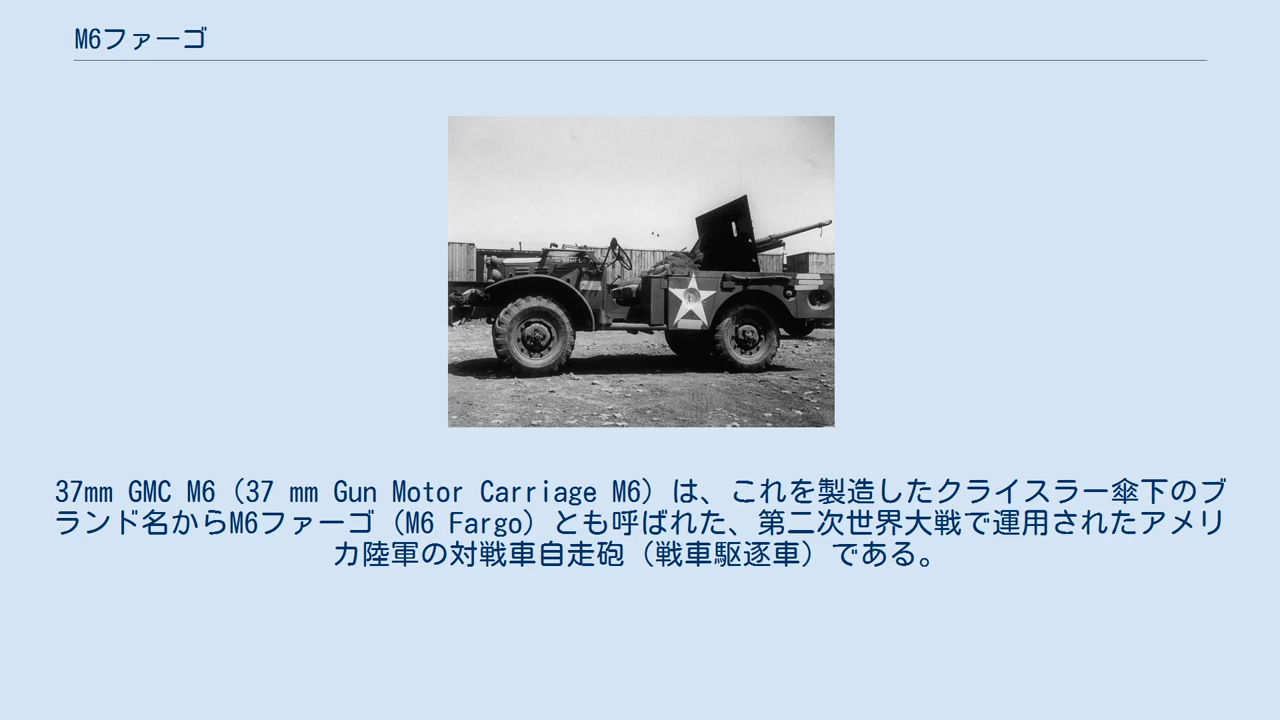 M6ファーゴ
37mm GMC M6（37 mm Gun Motor Carriage M6）は、これを製造したクライスラー傘下のブ
ランド名からM6ファーゴ（M6 Fargo）とも呼ばれた、第二次世界大戦で運用されたアメリ
カ陸軍の対戦車自走砲（戦車駆逐車）である。